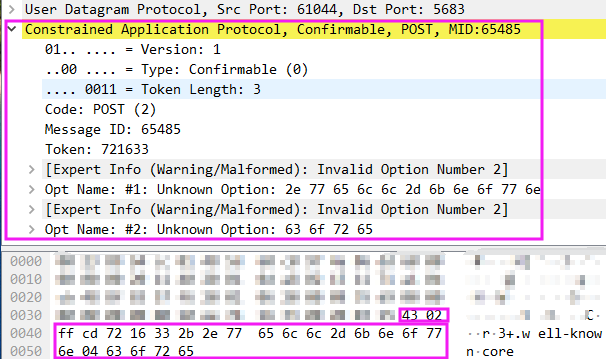 User Datagram Protocol, Src Port: 61044, Dst Port: 5683
Constrained Application Protocol, Confirmable, POST, MID:65485
01.. .... = Version: 1
..00 .... = Type: Confirmable (0)
.... 0011 = Token Length: 3
Code: POST (2)
Message ID: 65485
Token: 721633
[Expert Info (Warning/Malformed): Invalid Option Number 2]
Opt Name: #1: Unknown Option: 2e 77 65 6c 6c 2d 6b 6e 6f 77 6e
[Expert Info (Warning/Malformed): Invalid Option Number 2]
Opt Name: #2: Unknown Option: 63 6f 72 65
0000
0010
0020
0030 43 02 C·
0040 ff cd 72 16 33 2b 2e 77 65 6c 6c 2d 6b 6e 6f 77 ··r·3+.w ell-know
0050 6e 04 63 6f 72 65 n·core